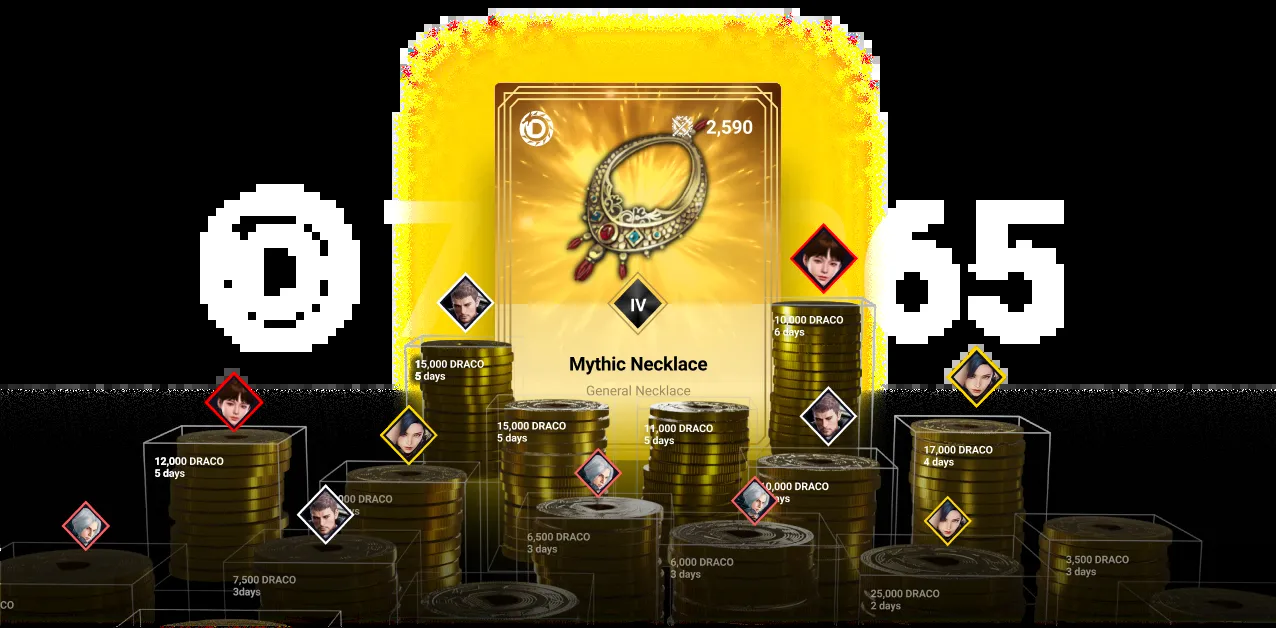 2,590
65
IV
Mythic Necklace
General Necklace
10,000 DRACO
6 days
15,000 DRACO
5 days
15,000 DRACO
5 days
11,000 DRACO
5 days
17,000 DRACO
4 days
12,000 DRACO
5 days
DRACO
6,500 DRACO
3 days
6,000 DRACO
3 days
3,500 DRACO
3 days
7,500 DRACO
3days
25,000 DRACO
2 days